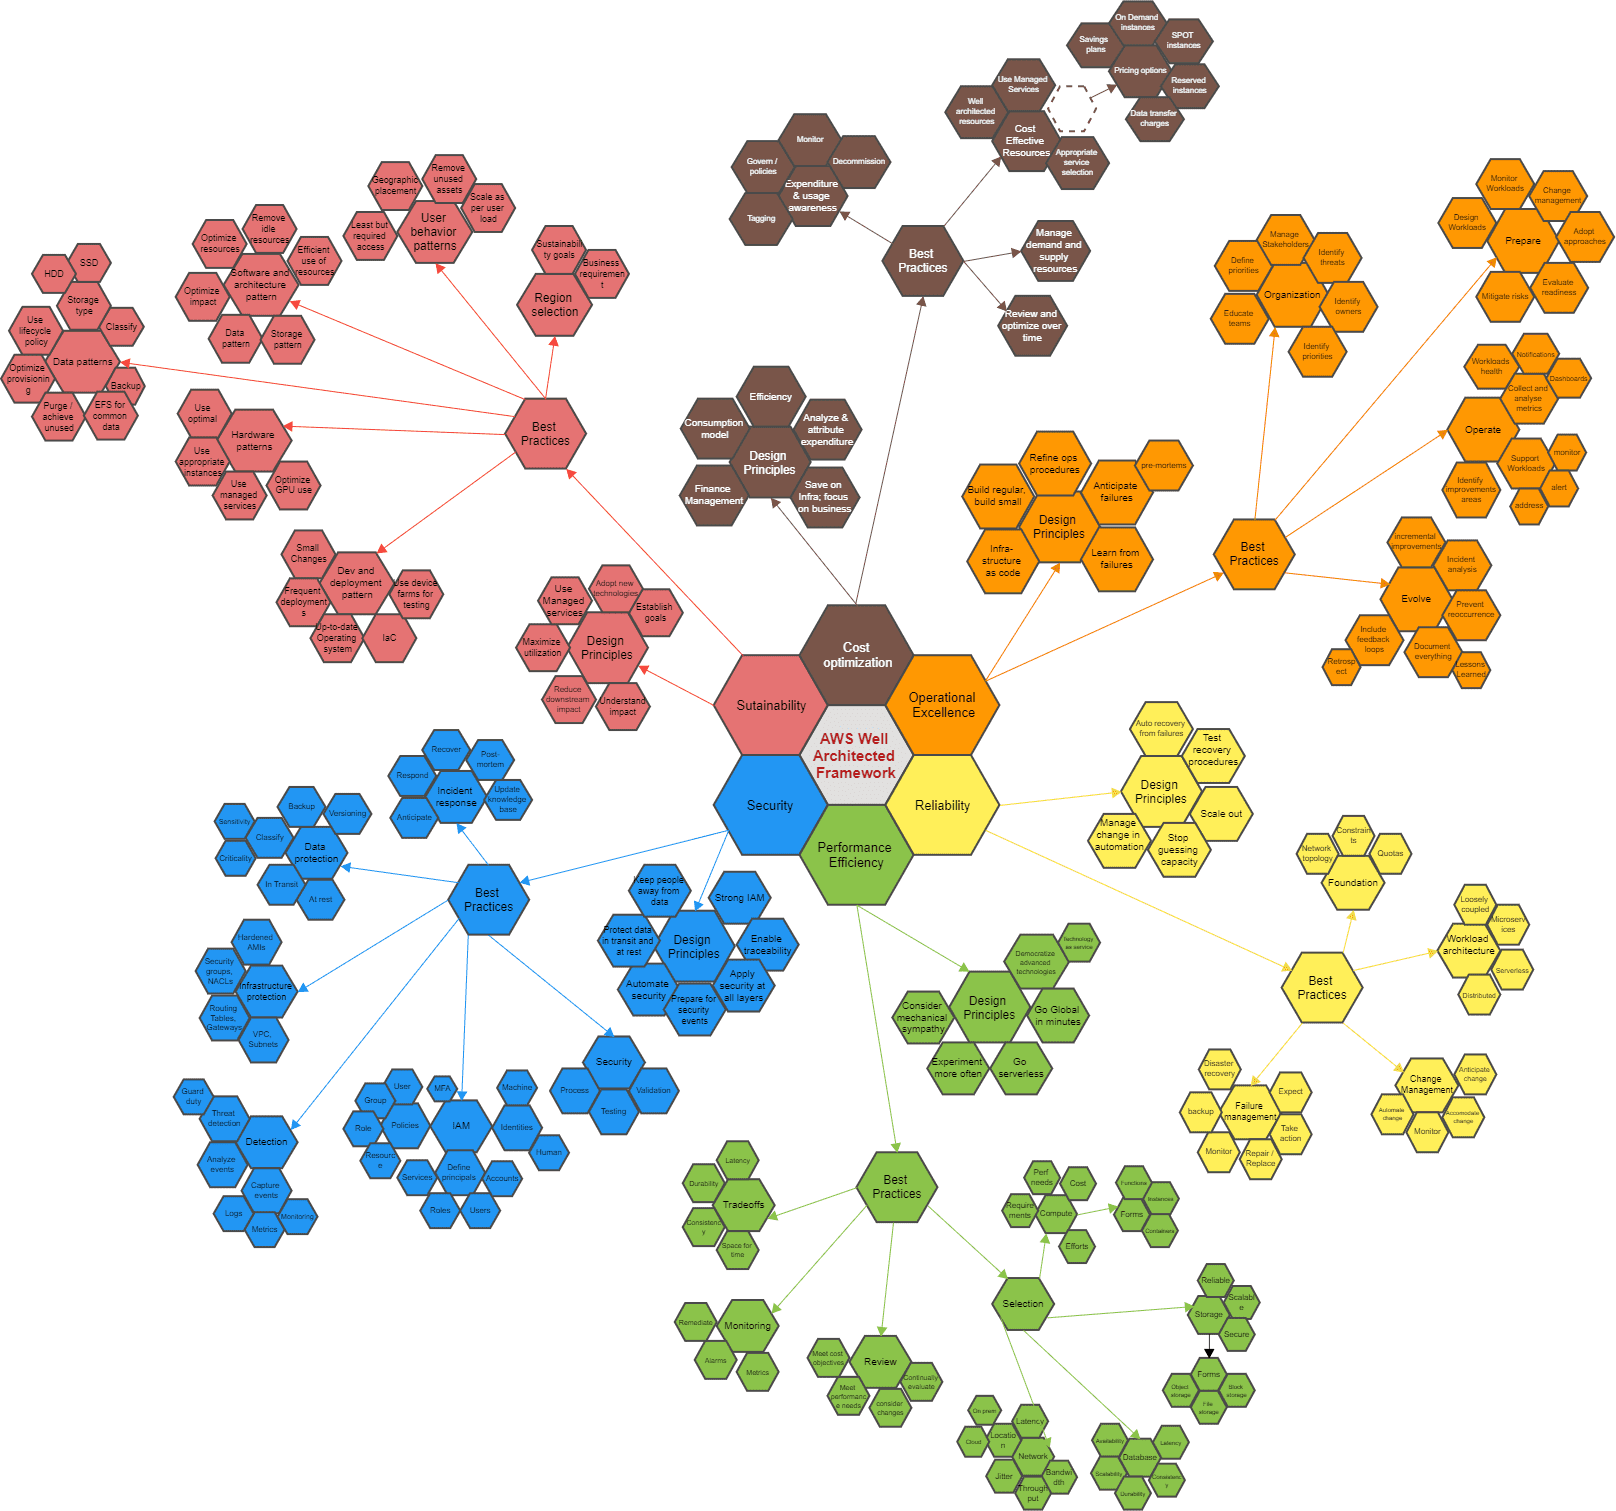 AWS Well
Architected
Framework
Cost
optimization
Operational
Excellence
Reliability
Performance
Efficiency
Security
Sutainability
Best
Practices
Expenditure
& usage
awareness
Monitor
Decommission
Govern /
policies
Tagging
Cost
Effective
Resources
Use Managed
Services
Well
architected
resources
Appropriate
service
selection
Pricing options
On Demand
instances
SPOT
instances
Savings
plans
Reserved
instances
Data transfer
charges
Manage
demand and
supply
resources
Review and
optimize over
time
Design
Principles
Efficiency
Consumption
model
Analyze &
attribute
expenditure
Finance
Management
Save on
Infra; focus
on business
Design
Principles
Refine ops
procedures
Build regular,
build small
Anticipate
failures
pre-mortems
Infra-
structure
as code
Learn from
failures
Best
Practices
Organization
Manage
Stakeholders
Identify
threats
Define
priorities
Identify
owners
Educate
teams
Identify
priorities
Prepare
Monitor
Workloads
Change
management
Design
Workloads
Adopt
approaches
Mitigate risks
Evaluate
readiness
Operate
Workloads
health
Notifications
Dashboards
Collect and
analyse
metrics
Support
Workloads
monitor
alert
address
Identify
improvements
areas
Evolve
incremental
improvements
Incident
analysis
Prevent
reoccurrence
Include
feedback
loops
Retrosp
ect
Document
everything
Lessons
Learned
Design
Principles
Auto recovery
from failures
Test
recovery
procedures
Scale out
Manage
change in
automation
Stop
guessing
capacity
Best
Practices
Foundation
Constrain
ts
Network
topology
Quotas
Workload
architecture
Loosely
coupled
Microserv
ices
Serverless
Distributed
Change
Management
Anticipate
change
Automate
change
Accomodate
change
Monitor
Failure
management
Disaster
recovery
Expect
backup
Take
action
Monitor
Repair /
Replace
Design
Principles
Democratize
advanced
technologies
Technology
as service
Consider
mechanical
sympathy
Go Global
in minutes
Experiment
more often
Go
serverless
Best
Practices
Tradeoffs
Latency
Durability
Consistenc
y
Space for
time
Monitoring
Remediate
Alarms
Metrics
Review
Meet cost
objectives
Continually
evaluate
Meet
performanc
e needs
consider
changes
Selection
Compute
Perf
needs
Cost
Require
ments
Efforts
Forms
Functions
Instances
Containers
Storage
Reliable
Scalabl
e
Secure
Forms
Object
storage
Block
storage
File
storage
Network
Latency
Locatio
n
On prem
Cloud
Jitter
Bandwi
dth
Through
put
Database
Availability
Latency
Scalability
Consistenc
y
Durability
Design
Principles
Keep people
away from
data
Strong IAM
Protect data
in transit and
at rest
Enable
traceability
Automate
security
Apply
security at
all layers
Prepare for
security
events
Best
Practices
Incident
response
Recover
Post-
mortem
Respond
Update
knowledge
base
Anticipate
Data
protection
Backup
Versioning
Classify
Sensitivity
Criticality
In Transit
At rest
Infrastructure
protection
Hardened
AMIs
Security
groups,
NACLs
Routing
Tables,
Gateways
VPC,
Subnets
Detection
Threat
detection
Guard
duty
Analyze
events
Capture
events
Logs
Metrics
Monitoring
IAM
MFA
Policies
User
Group
Role
Resourc
e
Identities
Machine
Human
Define
principals
Services
Accounts
Roles
Users
Security
Process
Validation
Testing
Design
Principles
Use
Managed
services
Adopt new
technologies
Establish
goals
Maximize
utilization
Reduce
downstream
impact
Understand
impact
Best
Practices
Region
selection
Sustainabili
ty goals
Business
requiremen
t
User
behavior
patterns
Geographic
placement
Remove
unused
assets
Scale as
per user
load
Least but
required
access
Software and
architecture
pattern
Optimize
resources
Remove
idle
resources
Efficient
use of
resources
Optimize
impact
Data
pattern
Storage
pattern
Data patterns
Storage
type
HDD
SSD
Use
lifecycle
policy
Classify
Optimize
provisionin
g
Backup
Purge /
achieve
unused
EFS for
common
data
Hardware
patterns
Use
optimal
Use
appropriate
instances
Use
managed
services
Optimize
GPU use
Dev and
deployment
pattern
Small
Changes
Frequent
deployment
s
Use device
farms for
testing
Up-to-date
Operating
system
IaC